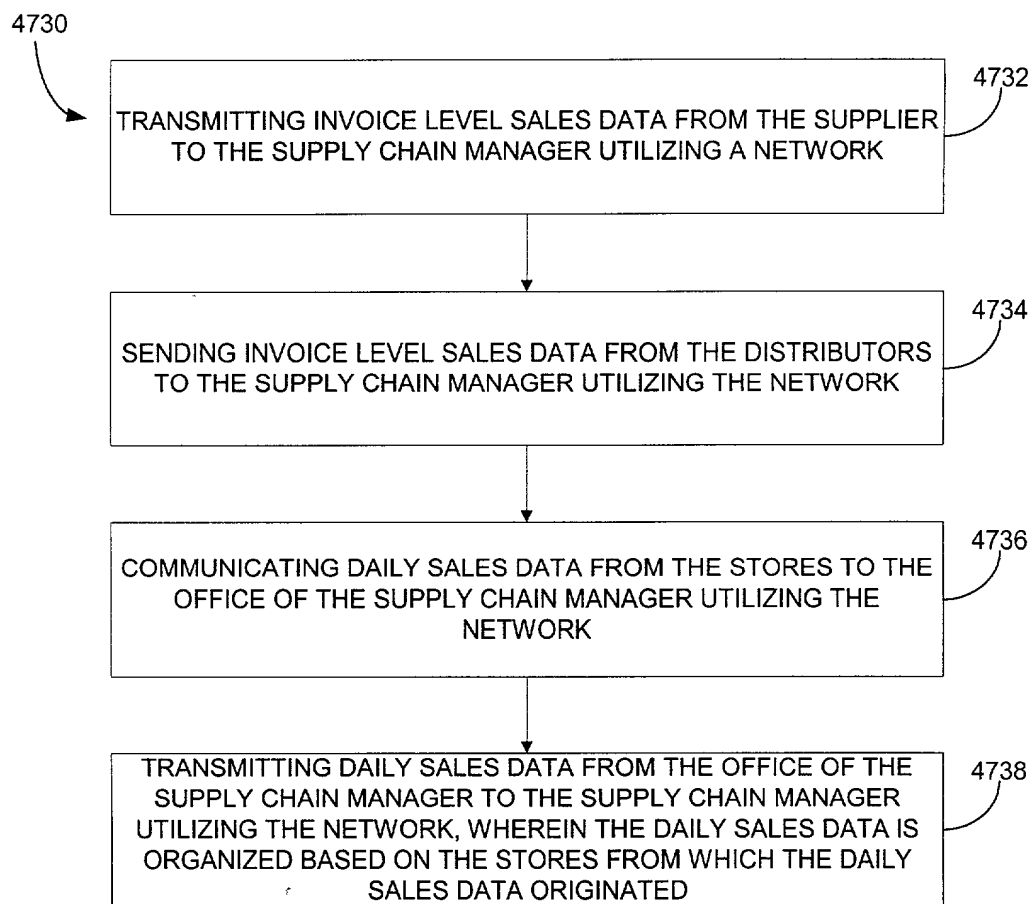 4730
4732
TRANSMITTING INVOICE LEVEL SALES DATA FROM THE SUPPLIER
TO THE SUPPLY CHAIN MANAGER UTILIZING A NETWORK
4734
SENDING INVOICE LEVEL SALES DATA FROM THE DISTRIBUTORS
TO THE SUPPLY CHAIN MANAGER UTILIZING THE NETWORK
4736
COMMUNICATING DAILY SALES DATA FROM THE STORES TO THE
OFFICE OF THE SUPPLY CHAIN MANAGER UTILIZING THE
NETWORK
4738
TRANSMITTING DAILY SALES DATA FROM THE OFFICE OF THE
SUPPLY CHAIN MANAGER TO THE SUPPLY CHAIN MANAGER
UTILIZING THE NETWORK, WHEREIN THE DAILY SALES DATA IS
ORGANIZED BASED ON THE STORES FROM WHICH THE DAILY
SALES DATA ORIGINATED